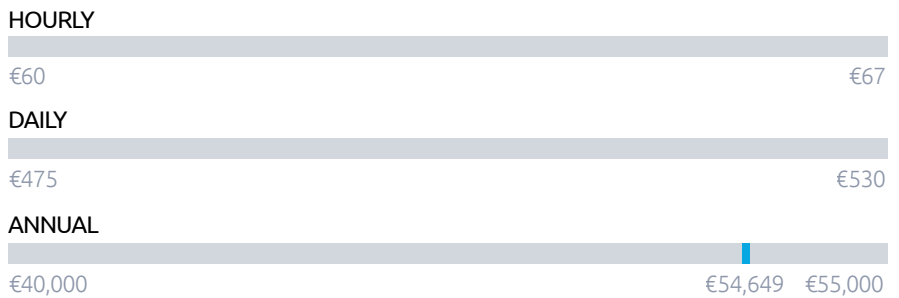 HOURLY
€60 €67
DAILY
€475 €530
ANNUAL
€40,000 €54,649 €55,000